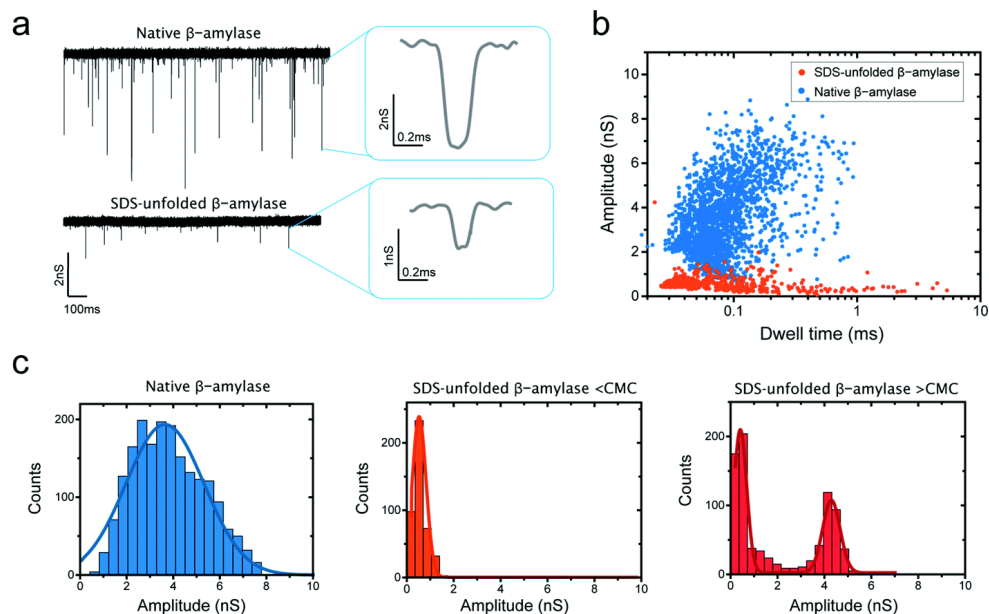 a
Native β-amylase
2nS
0.2ms
SDS-unfolded β-amylase
2nS
100ms
1nS
0.2ms
b
10
8
6
4
2
0
Amplitude (nS)
SDS-unfolded β-amylase
Native β-amylase
0.1
1
10
Dwell time (ms)
c
Native β-amylase
200
100
0
Counts
0
2
4
6
8
10
Amplitude (nS)
SDS-unfolded β-amylase <CMC
200
100
0
Counts
0
2
4
6
8
10
Amplitude (nS)
SDS-unfolded β-amylase >CMC
200
100
0
Counts
0
2
4
6
8
10
Amplitude (nS)